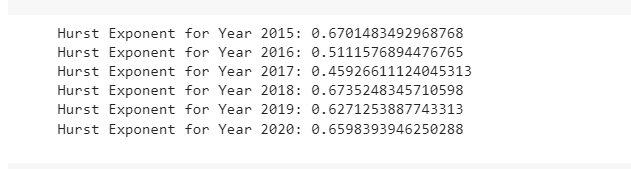 Hurst Exponent for Year 2015: 0.6701483492968768
Hurst Exponent for Year 2016: 0.5111576894476765
Hurst Exponent for Year 2017: 0.45926611124045313
Hurst Exponent for Year 2018: 0.6735248345710598
Hurst Exponent for Year 2019: 0.6271253887743313
Hurst Exponent for Year 2020: 0.6598393946250288